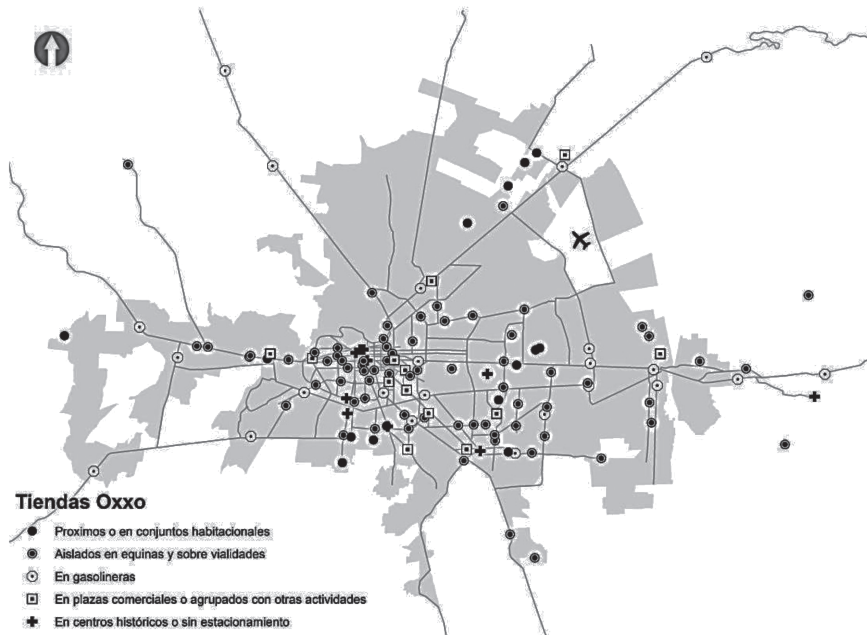 Tiendas Oxxo
Proximos o en conjuntos habitacionales
Aislados en equinas y sobre vialidades
En gasolineras
En plazas comerciales o agrupados con otras actividades
En centros históricos o sin estacionamiento